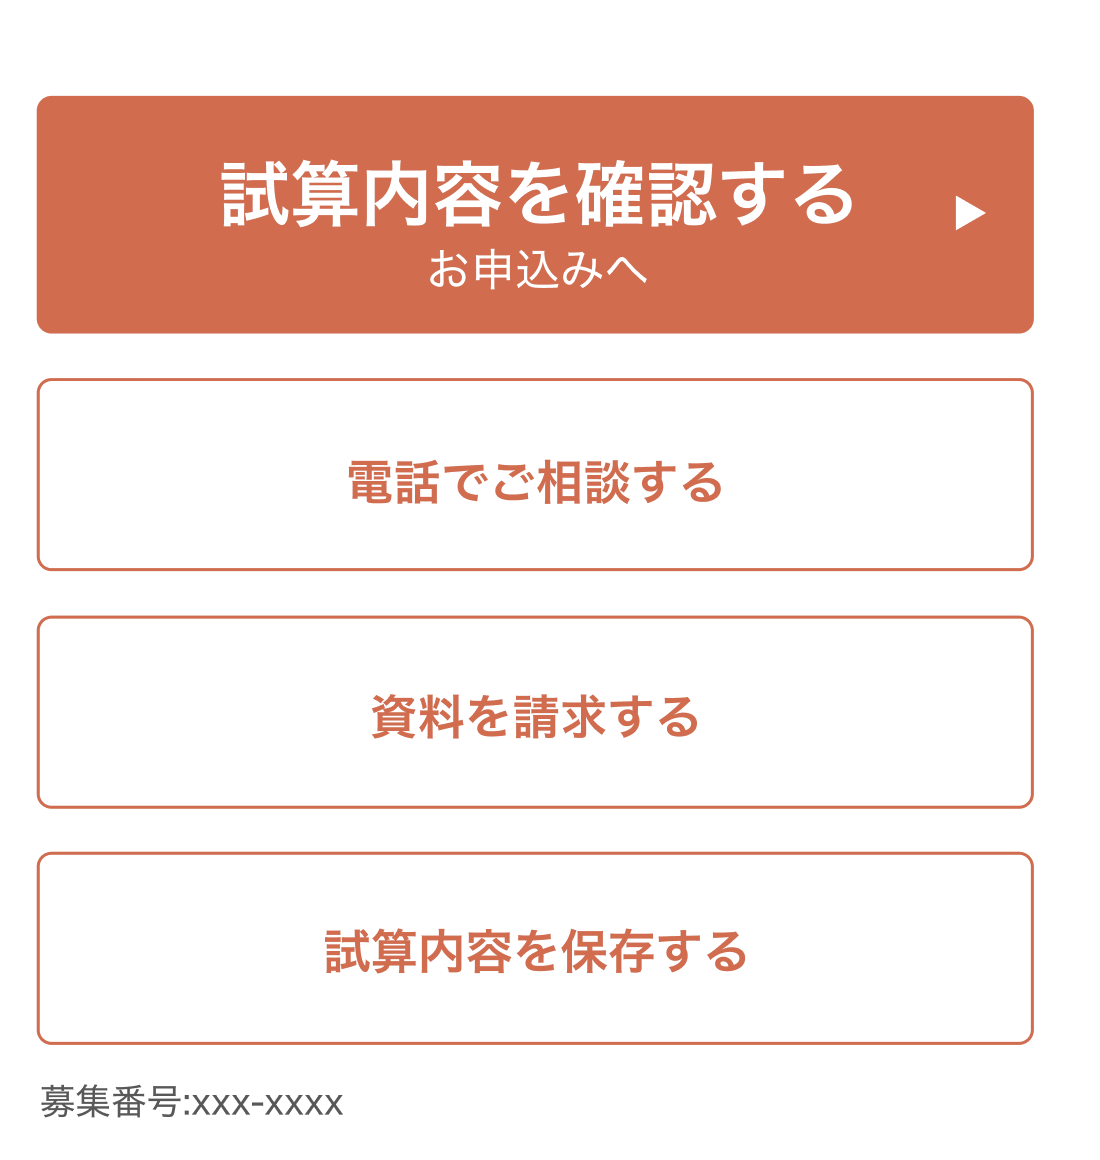 試算内容を確認する
お申込みへ
電話でご相談する
資料を請求する
試算内容を保存する
募集番号:xxx-xxxx